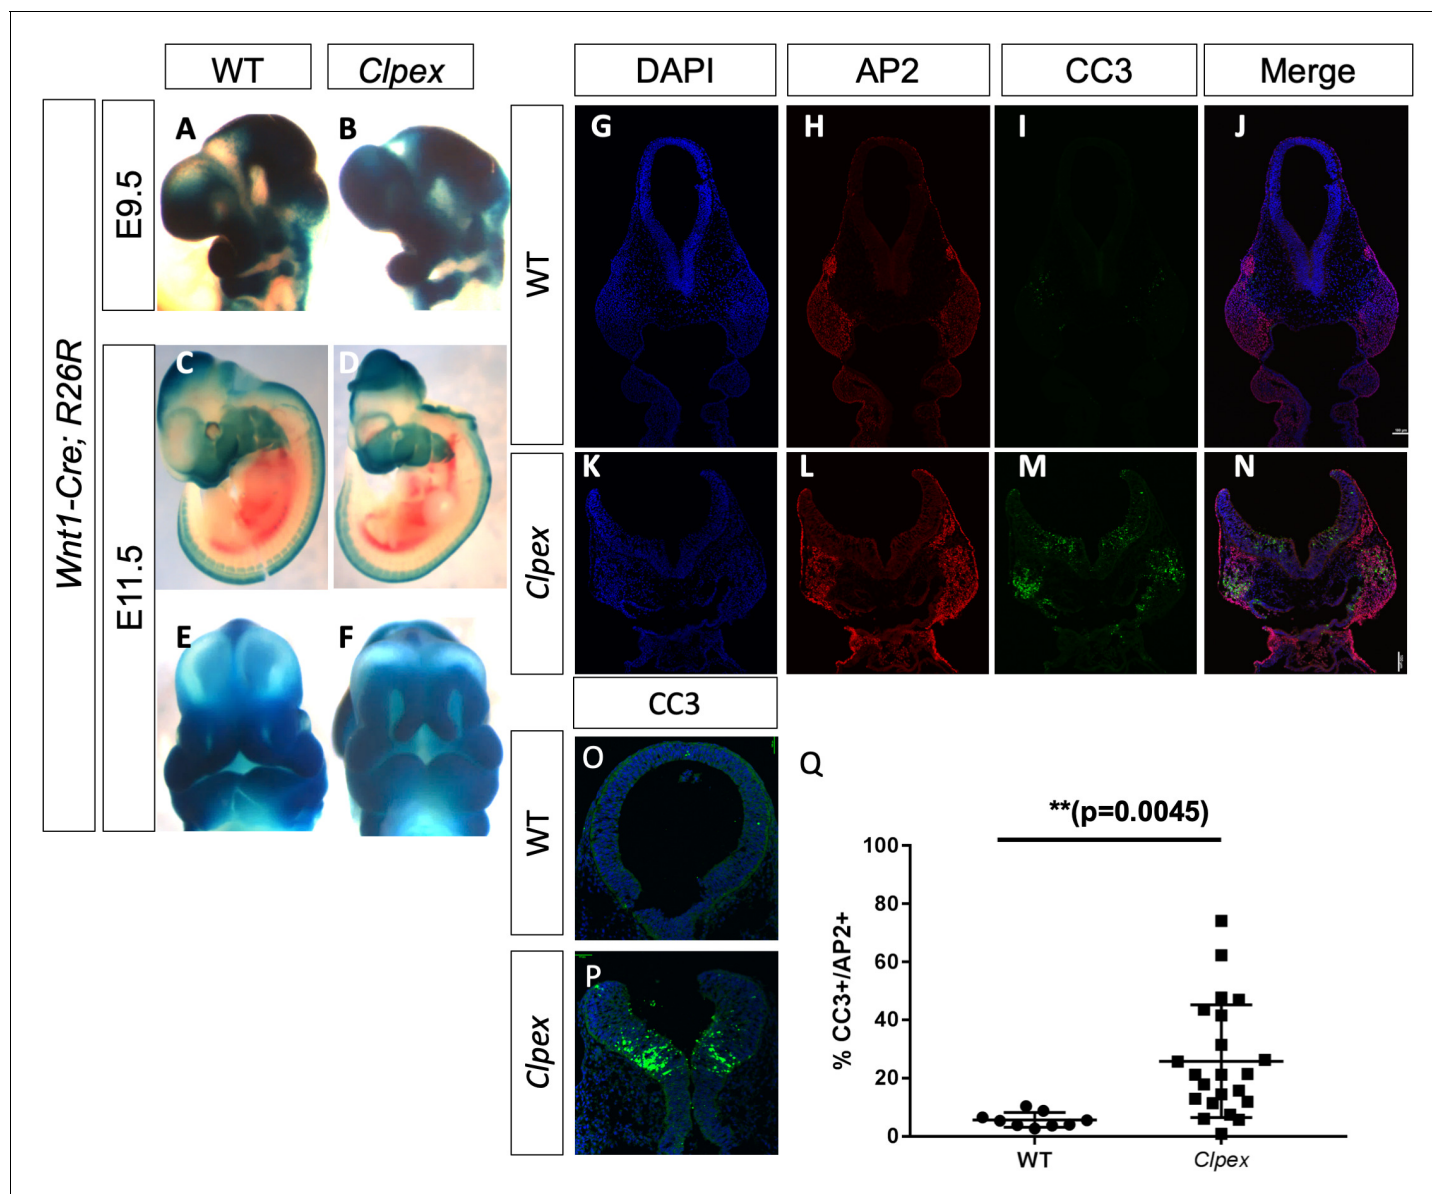 WT
Clpex
DAPI
AP2
CC3
Merge
Wnt1-Cre; R26R
E9.5
E11.5
A
B
C
D
E
F
WT
G
H
I
J
Clpex
K
L
M
N
CC3
WT
O
Clpex
P
Q
**(p=0.0045)
% CC3+/AP2+
100
80
60
40
20
0
WT
Clpex